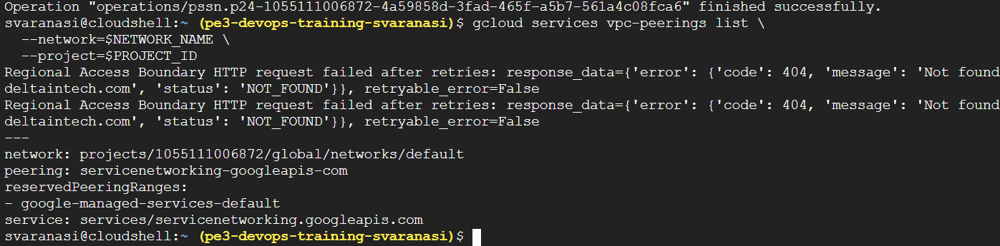 Operation "operations/pssn.p24-1055111006872-4a59858d-3fad-465f-a5b7-561a4c08fca6" finished successfully.
svaranasi@cloudshell:~ (pe3-devops-training-svaranasi)$ gcloud services vpc-peerings list \
  --network=$NETWORK_NAME \
  --project=$PROJECT_ID
Regional Access Boundary HTTP request failed after retries: response_data={'error': {'code': 404, 'message': 'Not found
deltaintech.com', 'status': 'NOT_FOUND'}}, retryable_error=False
Regional Access Boundary HTTP request failed after retries: response_data={'error': {'code': 404, 'message': 'Not found
deltaintech.com', 'status': 'NOT_FOUND'}}, retryable_error=False
---
network: projects/1055111006872/global/networks/default
peering: servicenetworking-googleapis-com
reservedPeeringRanges:
- google-managed-services-default
service: services/servicenetworking.googleapis.com
svaranasi@cloudshell:~ (pe3-devops-training-svaranasi)$